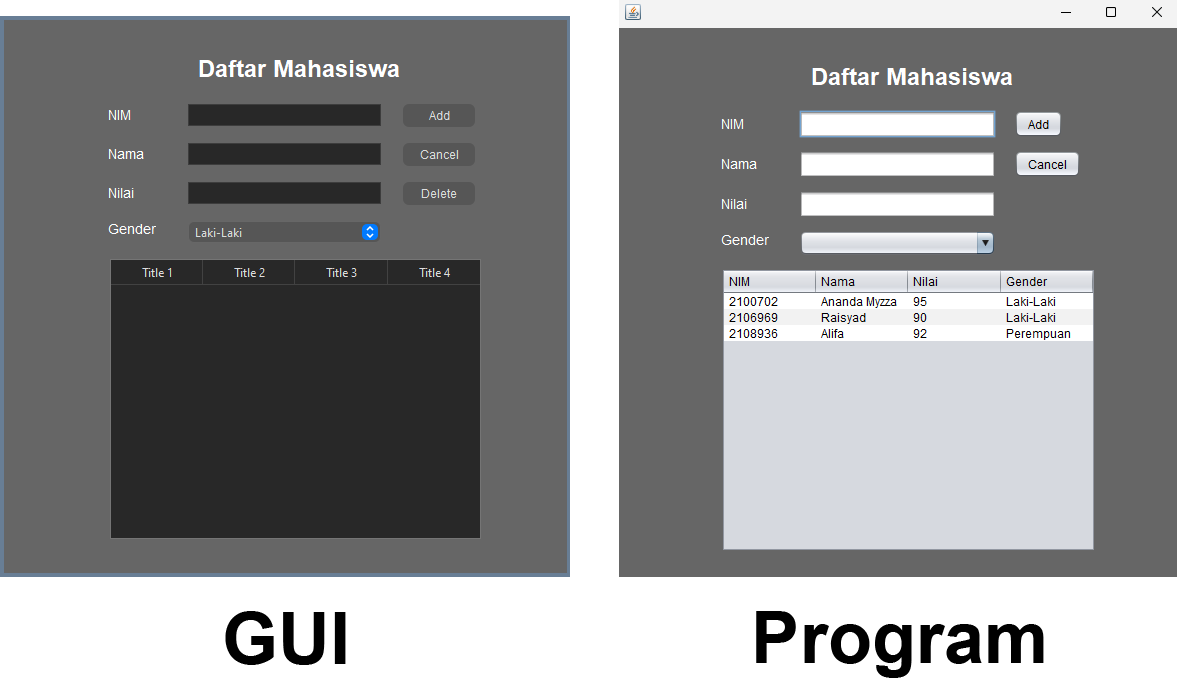 Daftar Mahasiswa
NIM
Add
Nama
Cancel
Nilai
Delete
Gender
Laki-Laki
Title 1 Title 2 Title 3 Title 4
GUI
Daftar Mahasiswa
NIM
Add
Nama
Cancel
Nilai
Gender
NIM Nama Nilai Gender
2100702 Ananda Myzza 95 Laki-Laki
2106969 Raisyad 90 Laki-Laki
2108936 Alifa 92 Perempuan
Program